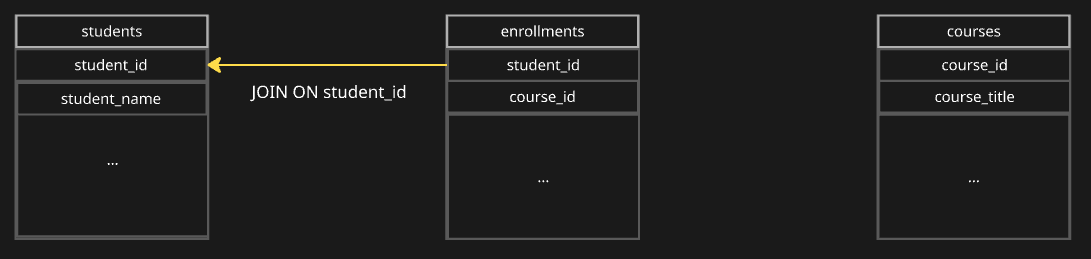 students
student_id
student_name
...
JOIN ON student_id
enrollments
student_id
course_id
...
courses
course_id
course_title
...